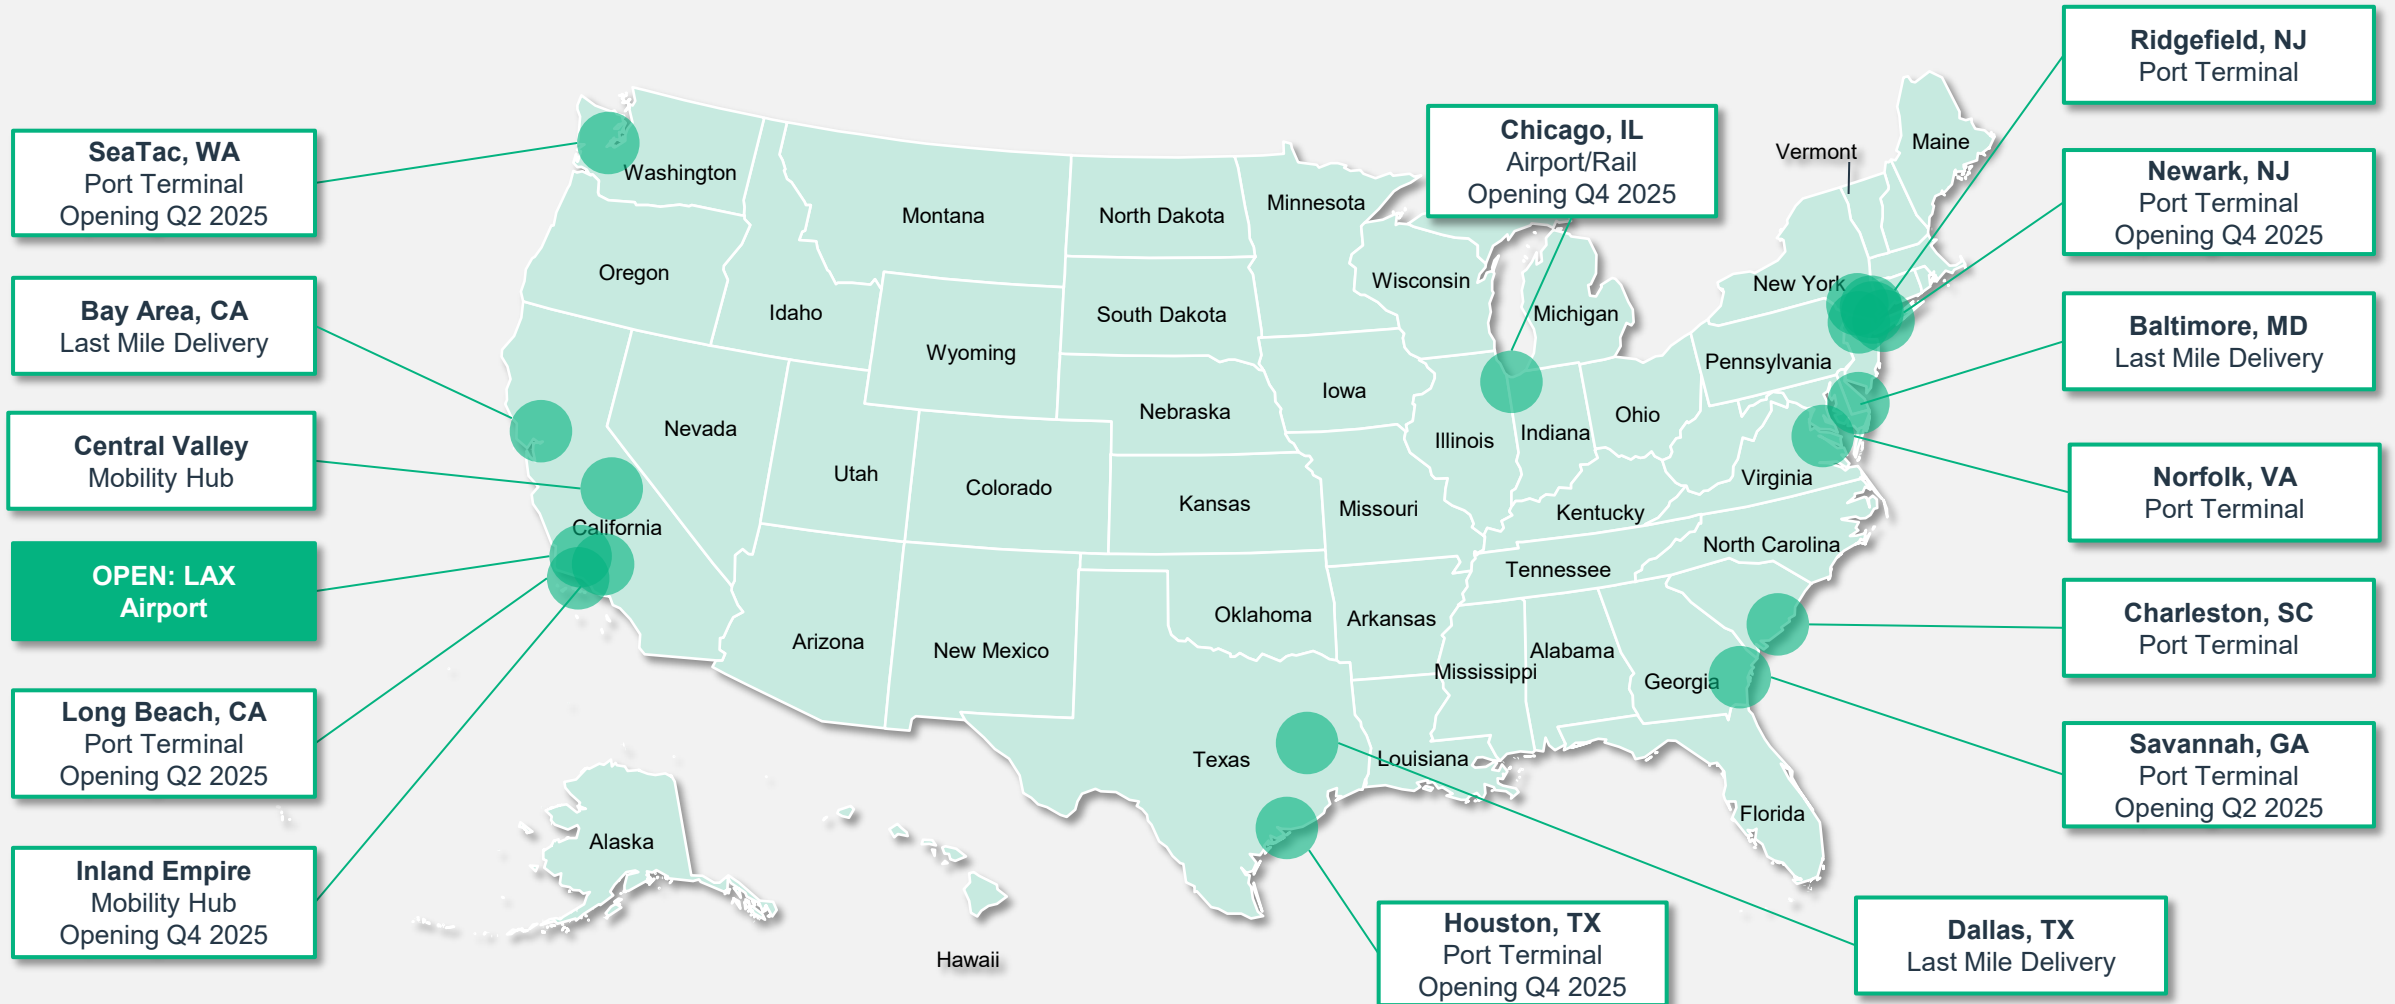 SeaTac, WA
Port Terminal
Opening Q2 2025
Bay Area, CA
Last Mile Delivery
Central Valley
Mobility Hub
OPEN: LAX
Airport
Long Beach, CA
Port Terminal
Opening Q2 2025
Inland Empire
Mobility Hub
Opening Q4 2025
Chicago, IL
Airport/Rail
Opening Q4 2025
Ridgefield, NJ
Port Terminal
Newark, NJ
Port Terminal
Opening Q4 2025
Baltimore, MD
Last Mile Delivery
Norfolk, VA
Port Terminal
Charleston, SC
Port Terminal
Savannah, GA
Port Terminal
Opening Q2 2025
Dallas, TX
Last Mile Delivery
Houston, TX
Port Terminal
Opening Q4 2025
Washington
Montana
North Dakota
Minnesota
Vermont
Maine
Oregon
Idaho
South Dakota
Wisconsin
Michigan
New York
Wyoming
Iowa
Pennsylvania
Nevada
Nebraska
Illinois
Indiana
Ohio
Utah
Colorado
Kansas
Missouri
Kentucky
Virginia
California
Tennessee
North Carolina
Arizona
New Mexico
Oklahoma
Arkansas
Mississippi
Alabama
Georgia
Texas
Louisiana
Florida
Alaska
Hawaii